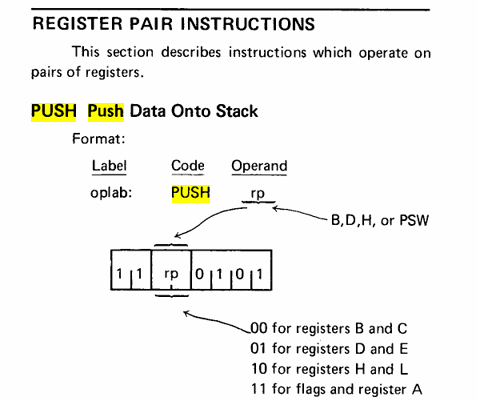 REGISTER PAIR INSTRUCTIONS
This section describes instructions which operate on
pairs of registers.
PUSH Push Data Onto Stack
Format:
Label Code Operand
oplab: PUSH rp
B,D,H, or PSW
1 1 rp 0 1 0 1
00 for registers B and C
01 for registers D and E
10 for registers H and L
11 for flags and register A